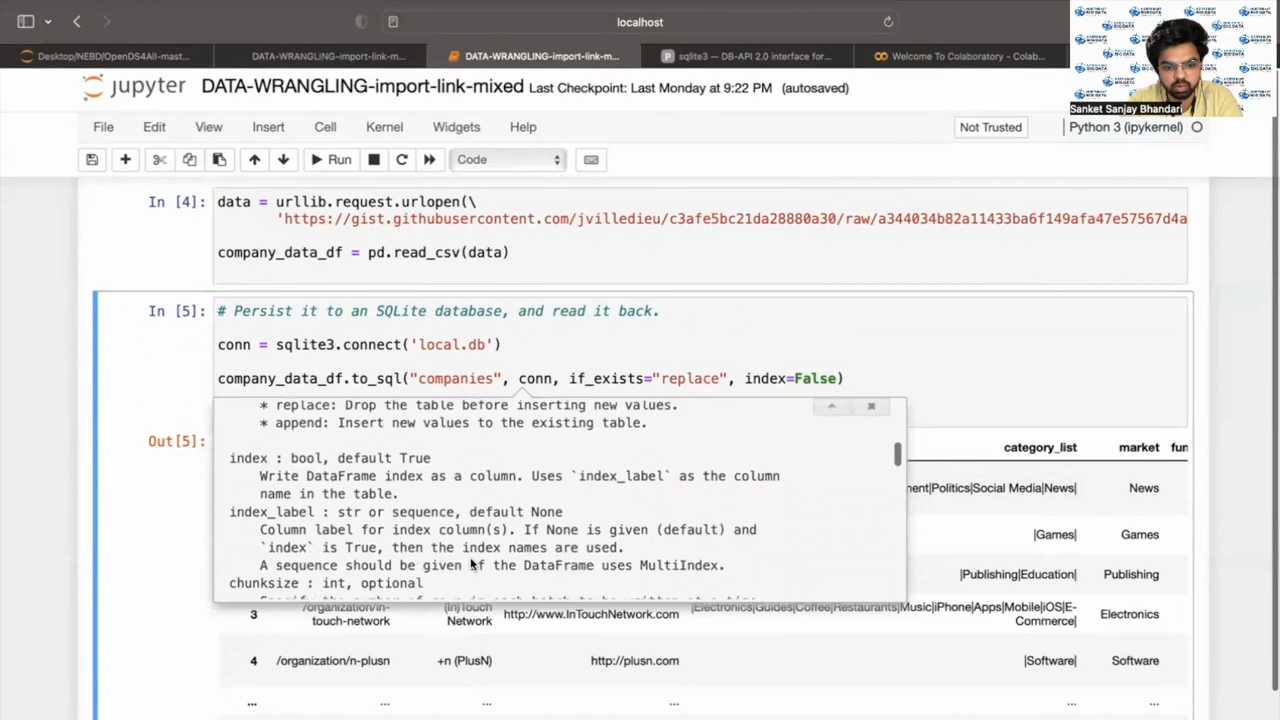 localhost
Desktop/NEBD/OpenDS4All-mast...
DATA-WRANGLING-import-link-m...
DATA-WRANGLING-import-link-m...
sqlite3 — DB-API 2.0 interface for...
Welcome To Colaboratory - Colab...
Sanket Sanjay Bhandari
jupyter DATA-WRANGLING-import-link-mixed Last Checkpoint: Last Monday at 9:22 PM (autosaved)
File Edit View Insert Cell Kernel Widgets Help Not Trusted Python 3 (ipykernel)
Run Code
In [4]: data = urllib.request.urlopen(\
'https://gist.githubusercontent.com/jvilledieu/c3afe5bc21da28880a30/raw/a344034b82a11433ba6f149afa47e57567d4a
company_data_df = pd.read_csv(data)
In [5]: # Persist it to an SQLite database, and read it back.
conn = sqlite3.connect('local.db')
company_data_df.to_sql("companies", conn, if_exists="replace", index=False)
* replace: Drop the table before inserting new values.
* append: Insert new values to the existing table.
index : bool, default True
Write DataFrame index as a column. Uses `index_label` as the column
name in the table.
index_label : str or sequence, default None
Column label for index column(s). If None is given (default) and
`index` is True, then the index names are used.
A sequence should be given if the DataFrame uses MultiIndex.
chunksize : int, optional
Out[5]:
category_list market fun
nent|Politics|Social Media|News| News
|Games| Games
|Publishing|Education| Publishing
3 /organization/in-touch-network (In)Touch Network http://www.InTouchNetwork.com |Electronics|Guides|Coffee|Restaurants|Music|iPhone|Apps|Mobile|iOS|E-Commerce| Electronics
4 /organization/n-plusn +n (PlusN) http://plusn.com |Software| Software
... ... ... ... ... ...